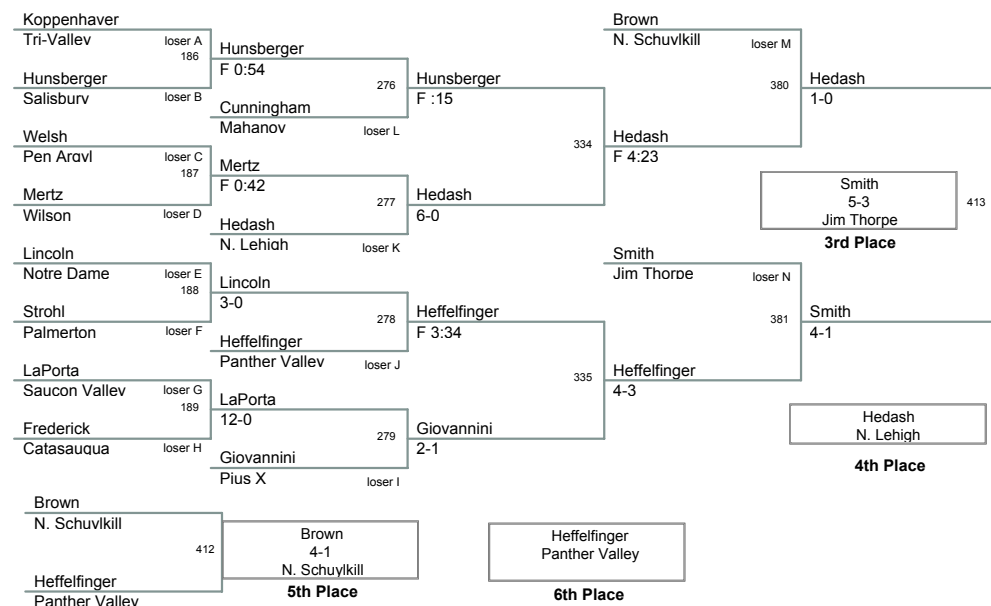 Koppenhaver
Tri-Valley
loser A
186
Hunsberger
Salisbury
loser B
Welsh
Pen Argyl
loser C
187
Mertz
Wilson
loser D
Lincoln
Notre Dame
loser E
188
Strohl
Palmerton
loser F
LaPorta
Saucon Valley
loser G
189
Frederick
Catasauqua
loser H
Hunsberger
F 0:54
276
Cunningham
Mahanoy
loser L
Mertz
F 0:42
277
Hedash
N. Lehigh
loser K
Lincoln
3-0
278
Heffelfinger
Panther Valley
loser J
LaPorta
12-0
279
Giovannini
Pius X
loser I
Hunsberger
F :15
334
Hedash
6-0
Heffelfinger
F 3:34
335
Giovannini
2-1
Brown
N. Schuylkill
loser M
380
Hedash
F 4:23
Smith
Jim Thorpe
loser N
381
Heffelfinger
4-3
Hedash
1-0
Smith
5-3
Jim Thorpe
413
3rd Place
Smith
4-1
Hedash
N. Lehigh
4th Place
Brown
N. Schuylkill
412
Heffelfinger
Panther Valley
Brown
4-1
N. Schuylkill
5th Place
Heffelfinger
Panther Valley
6th Place